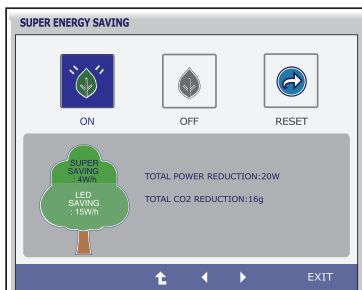 SUPER ENERGY SAVING
ON OFF RESET
SUPER
SAVING
: 4W/h
LED
SAVING
: 15W/h
TOTAL POWER REDUCTION:20W
TOTAL CO2 REDUCTION:16g
EXIT